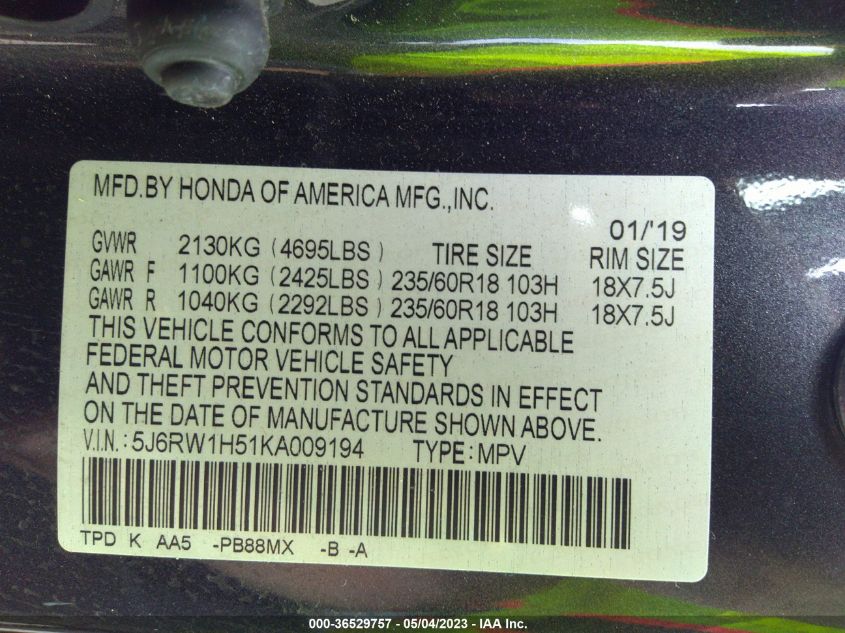 MFD.BY HONDA OF AMERICA MFG.,INC.
01/'19
GVWR 2130KG (4695LBS) TIRE SIZE RIM SIZE
GAWR F 1100KG (2425LBS) 235/60R18 103H 18X7.5J
GAWR R 1040KG (2292LBS) 235/60R18 103H 18X7.5J
THIS VEHICLE CONFORMS TO ALL APPLICABLE
FEDERAL MOTOR VEHICLE SAFETY
AND THEFT PREVENTION STANDARDS IN EFFECT
ON THE DATE OF MANUFACTURE SHOWN ABOVE.
V.I.N.: 5J6RW1H51KA009194 TYPE: MPV
TPD K AA5 -PB88MX -B -A
000-36529757 - 05/04/2023 - IAA Inc.